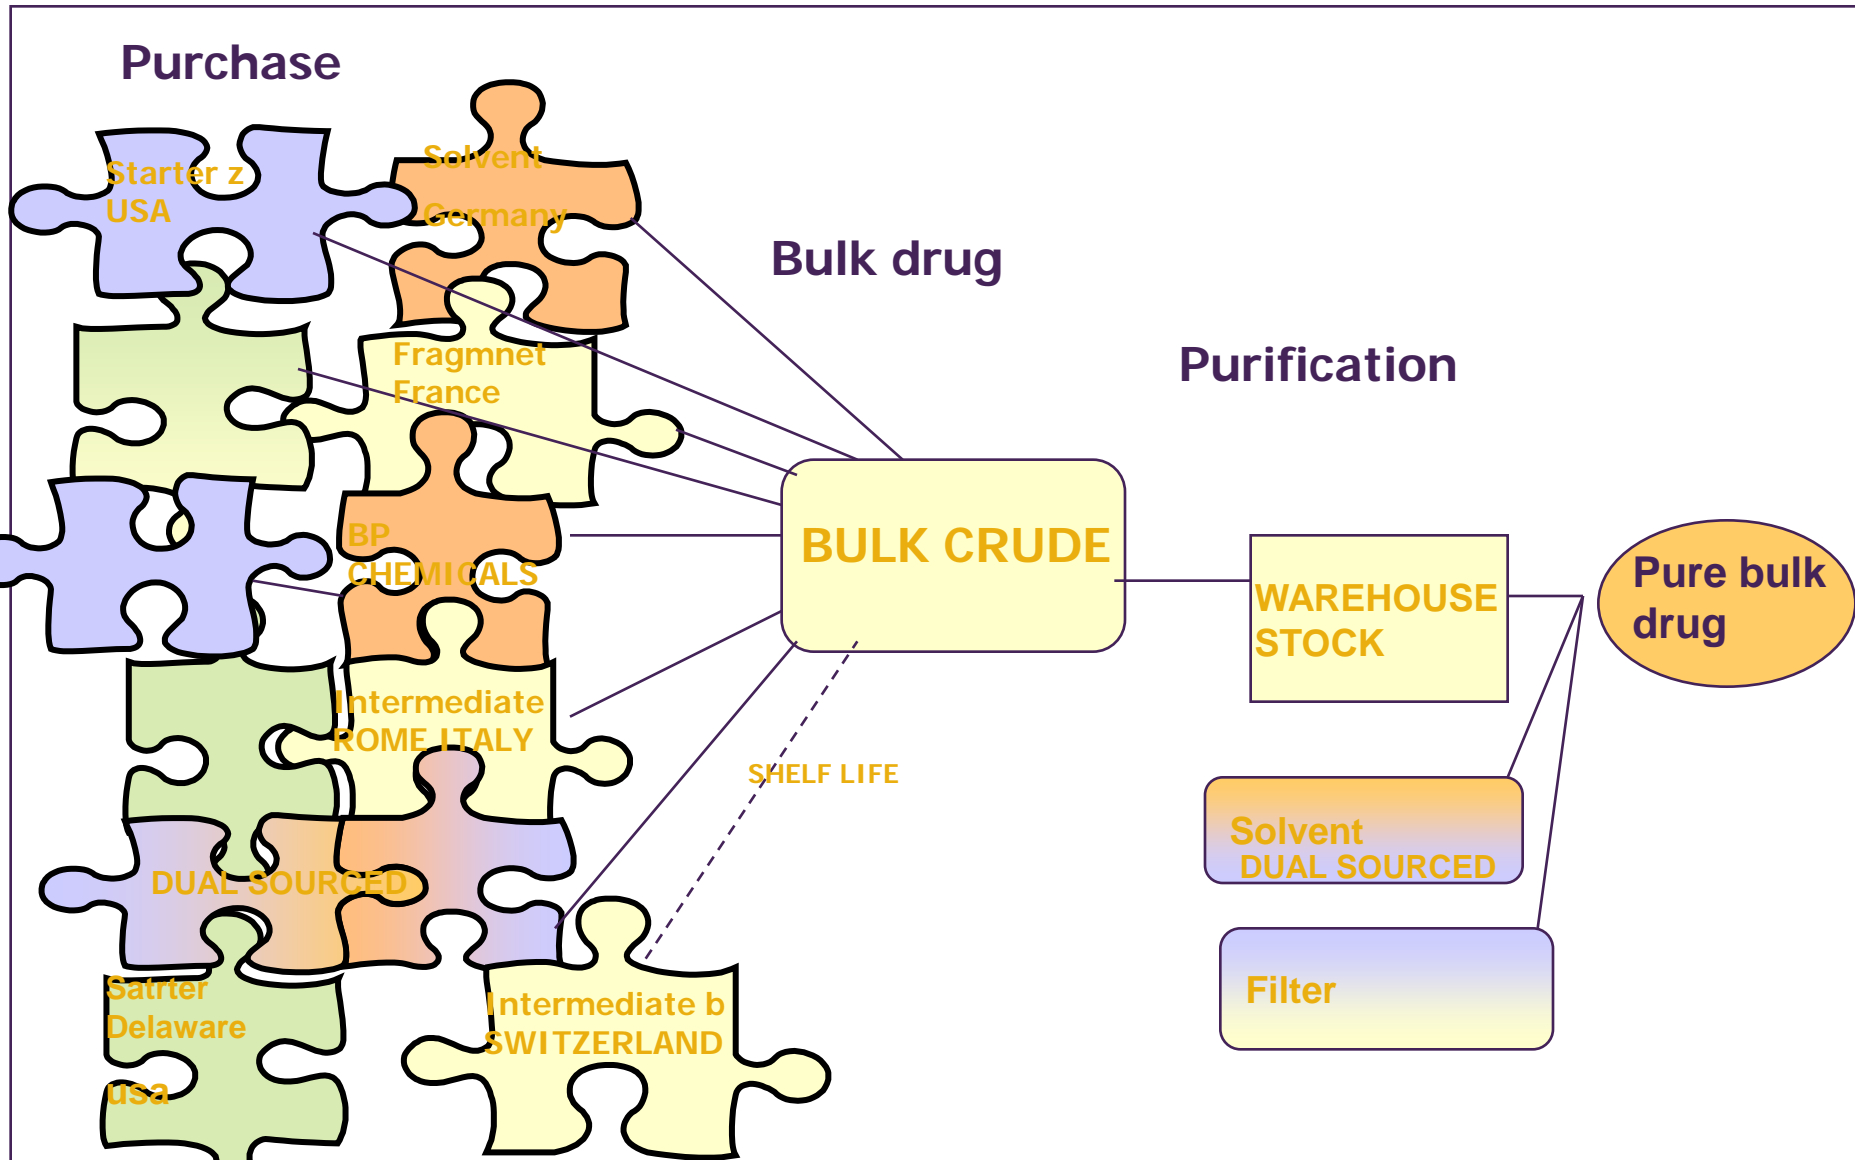 Purchase
Starter z
USA
Solvent
Germany
Bulk drug
Fragmnet
France
Purification
BP
CHEMICALS
BULK CRUDE
WAREHOUSE
STOCK
Pure bulk
drug
Intermediate
ROME ITALY
SHELF LIFE
Solvent
DUAL SOURCED
DUAL SOURCED
Satrter
Delaware
usa
Intermediate b
SWITZERLAND
Filter